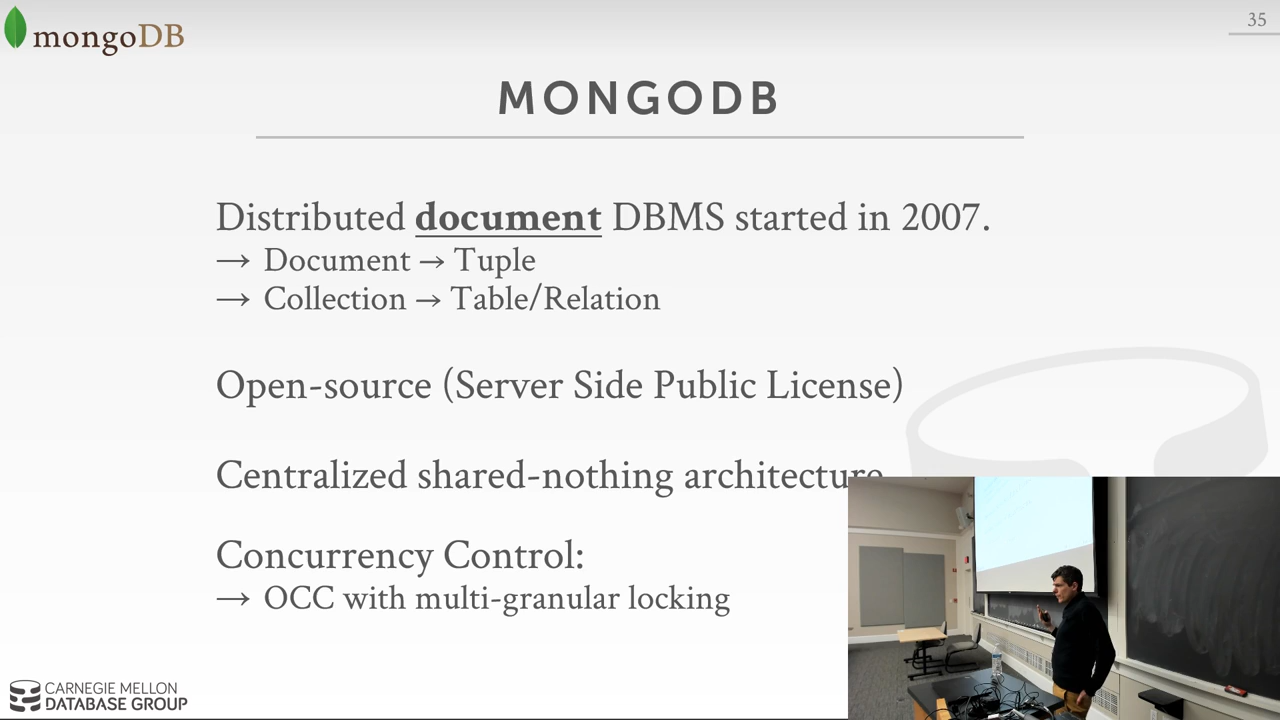 mongoDB
35
MONGODB
Distributed document DBMS started in 2007.
→ Document → Tuple
→ Collection → Table/Relation
Open-source (Server Side Public License)
Centralized shared-nothing architecture.
Concurrency Control:
→ OCC with multi-granular locking
CARNEGIE MELLON
DATABASE GROUP